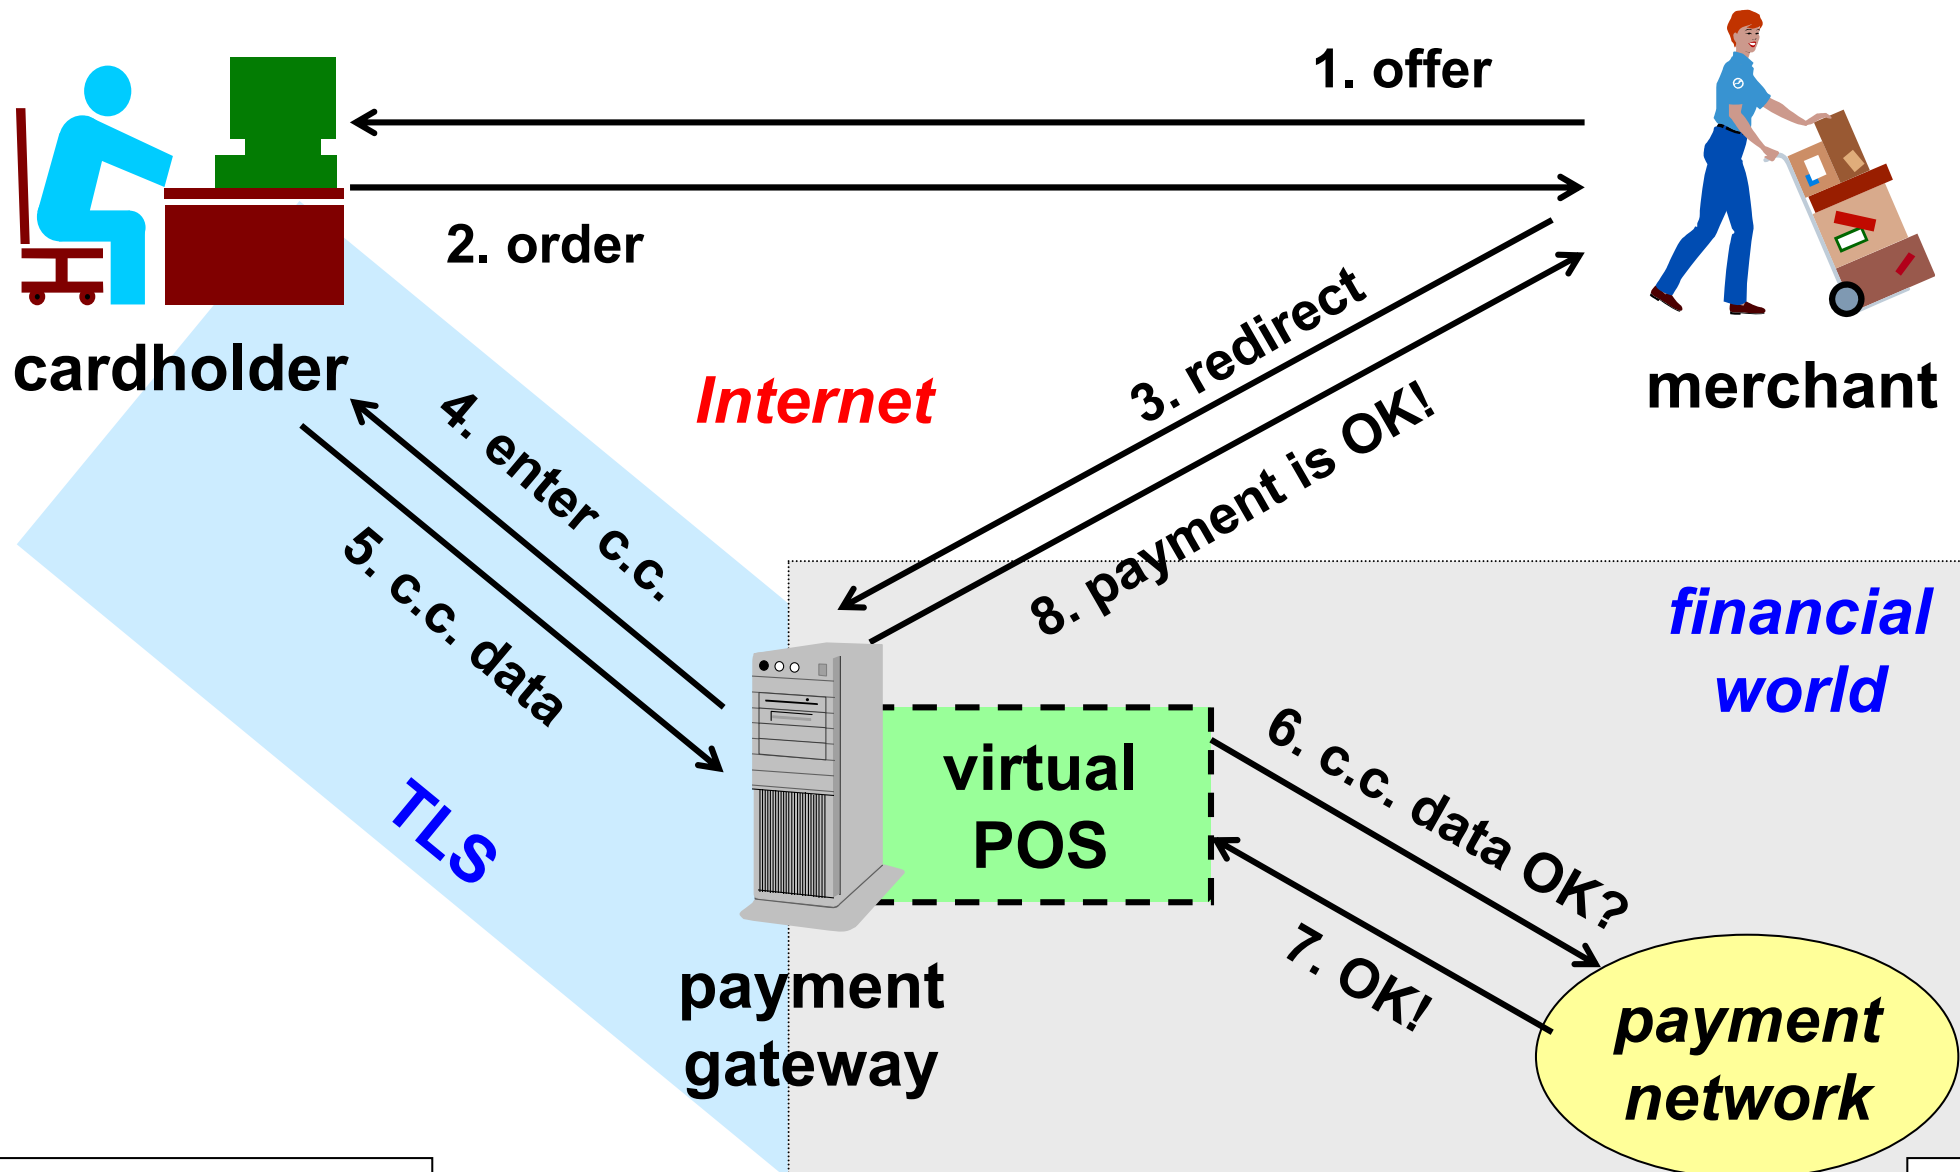 1. offer
2. order
cardholder
merchant
Internet
3. redirect
8. payment is OK!
4. enter c.c.
5. c.c. data
TLS
financial
world
virtual
POS
6. c.c. data OK?
7. OK!
payment
gateway
payment
network